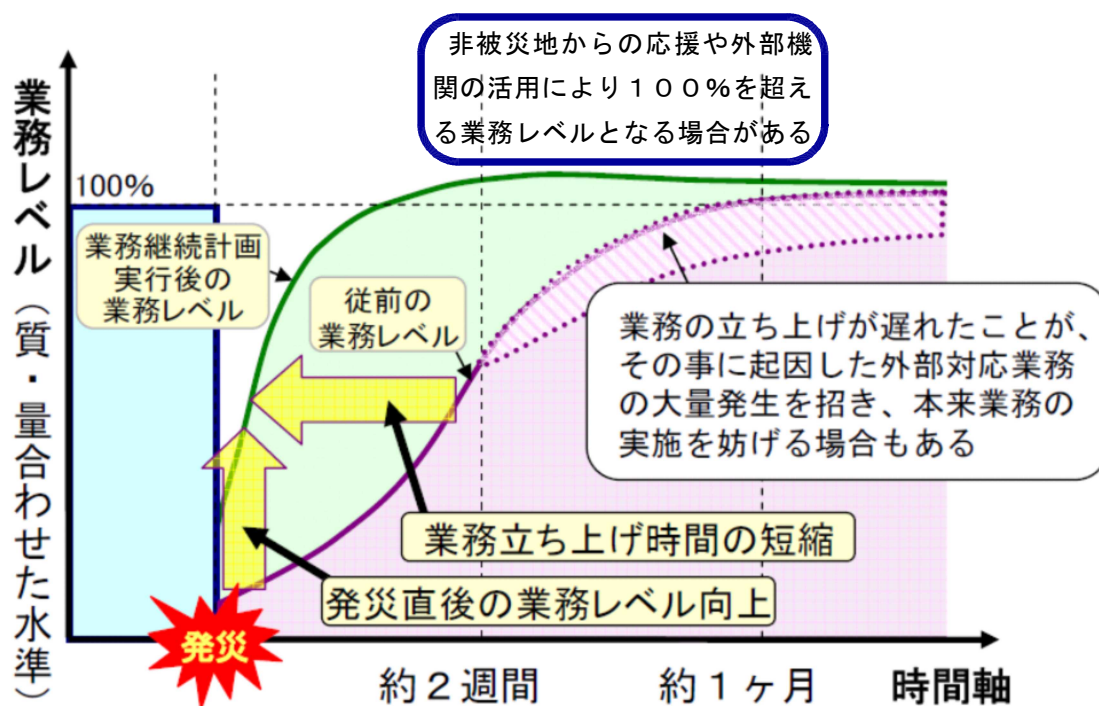 非被災地からの応援や外部機
関の活用により１００％を超え
る業務レベルとなる場合がある
業務レベル（質・量合わせた水準）
100%
業務継続計画
実行後の
業務レベル
従前の
業務レベル
業務の立ち上げが遅れたことが、
その事に起因した外部対応業務
の大量発生を招き、本来業務の
実施を妨げる場合もある
業務立ち上げ時間の短縮
発災直後の業務レベル向上
発災
約２週間
約１ヶ月
時間軸